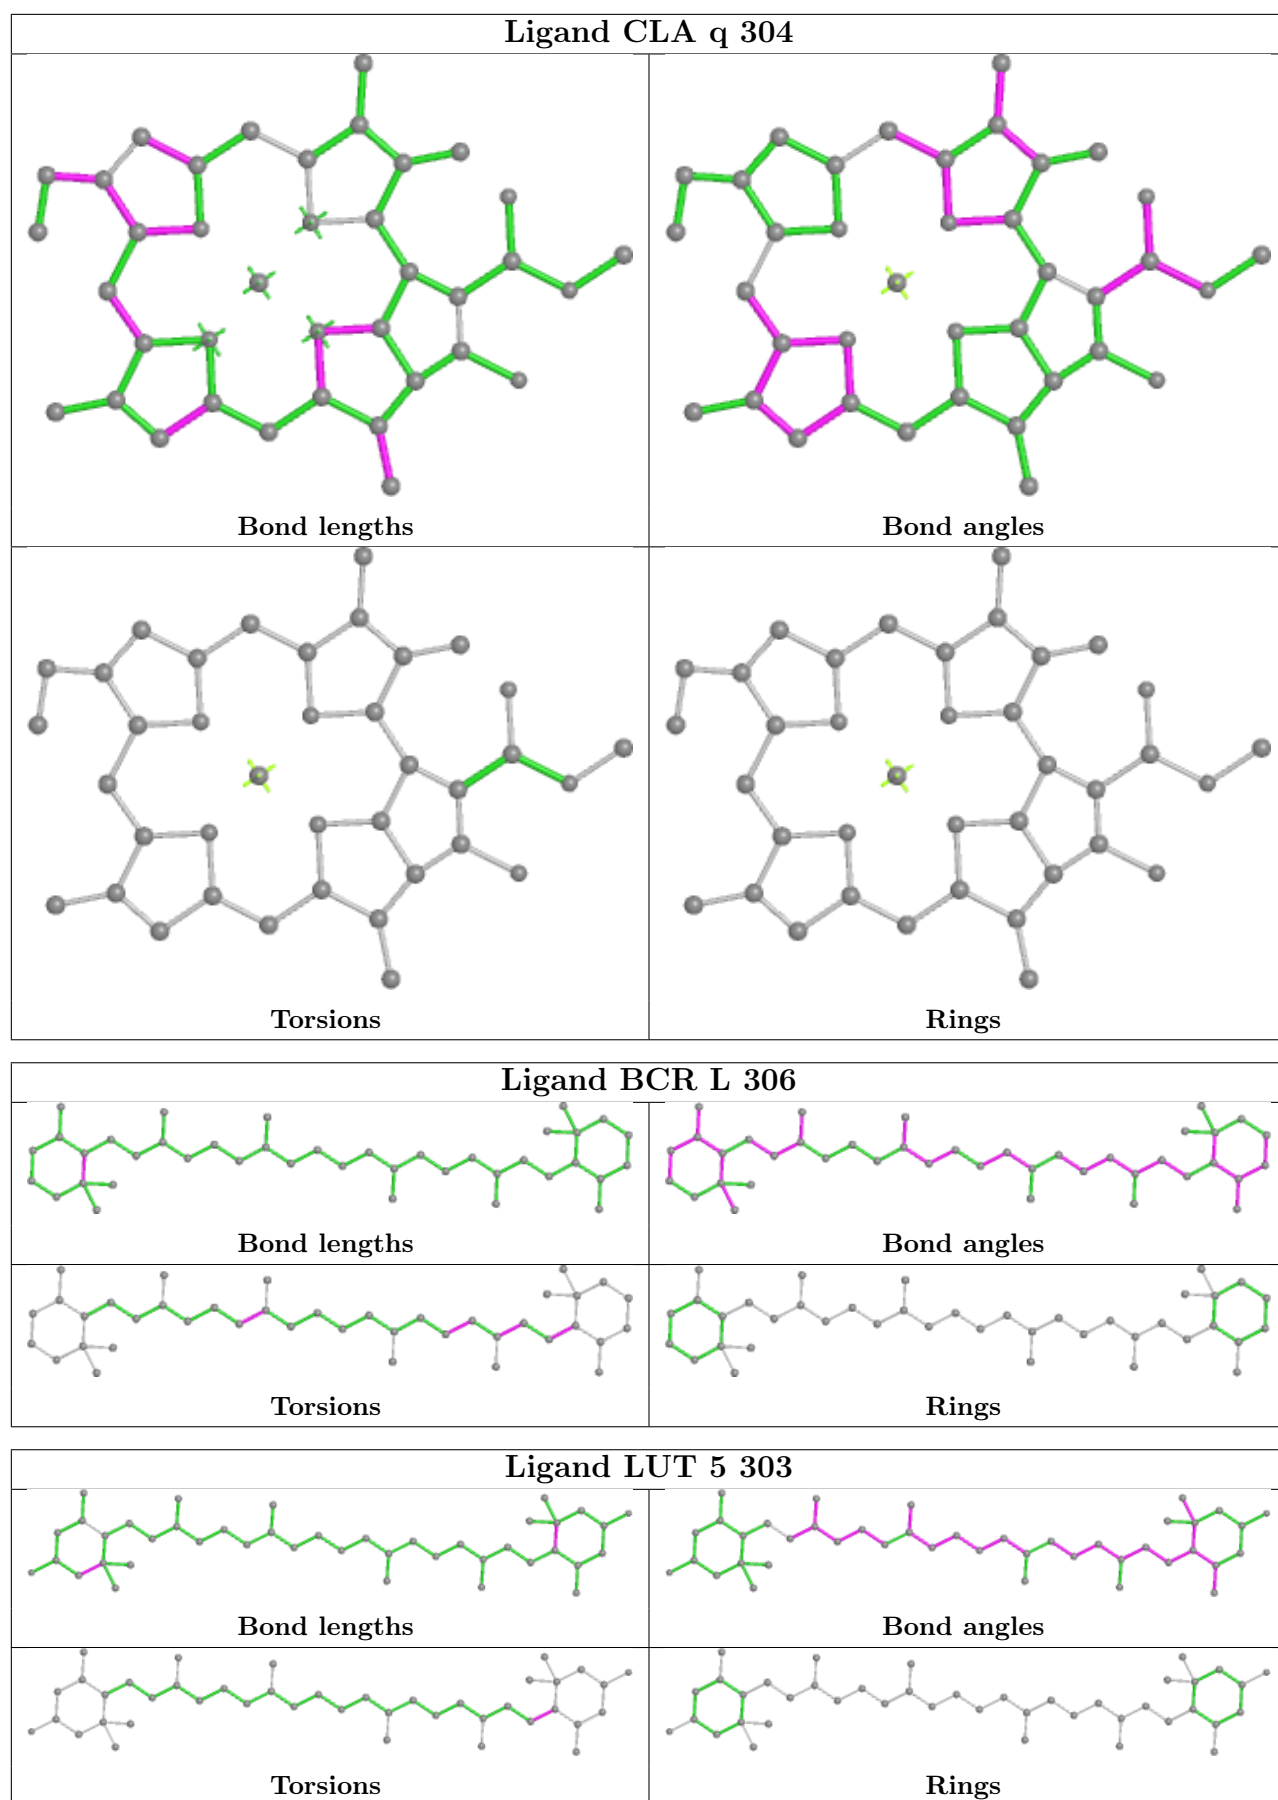 Ligand CLA q 304
Bond lengths
Bond angles
Torsions
Rings
Ligand BCR L 306
Bond lengths
Bond angles
Torsions
Rings
Ligand LUT 5 303
Bond lengths
Bond angles
Torsions
Rings